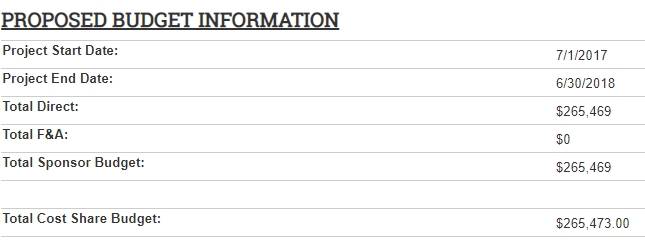 PROPOSED BUDGET INFORMATION
Project Start Date: 7/1/2017
Project End Date: 6/30/2018
Total Direct: $265,469
Total F&A: $0
Total Sponsor Budget: $265,469
Total Cost Share Budget: $265,473.00